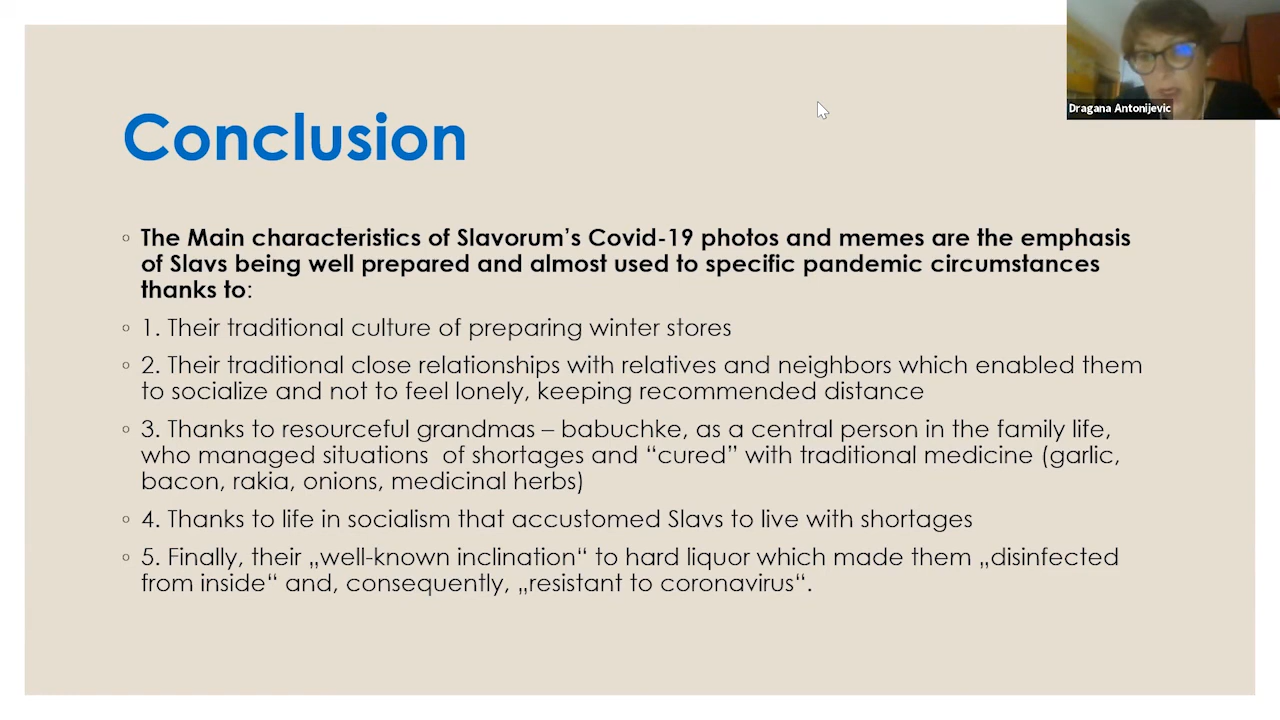 Dragana Antonijevic
Conclusion
◦ The Main characteristics of Slavorum’s Covid-19 photos and memes are the emphasis
of Slavs being well prepared and almost used to specific pandemic circumstances
thanks to:
◦ 1. Their traditional culture of preparing winter stores
◦ 2. Their traditional close relationships with relatives and neighbors which enabled them
to socialize and not to feel lonely, keeping recommended distance
◦ 3. Thanks to resourceful grandmas – babuchke, as a central person in the family life,
who managed situations  of shortages and “cured” with traditional medicine (garlic,
bacon, rakia, onions, medicinal herbs)
◦ 4. Thanks to life in socialism that accustomed Slavs to live with shortages
◦ 5. Finally, their „well-known inclination“ to hard liquor which made them „disinfected
from inside“ and, consequently, „resistant to coronavirus“.